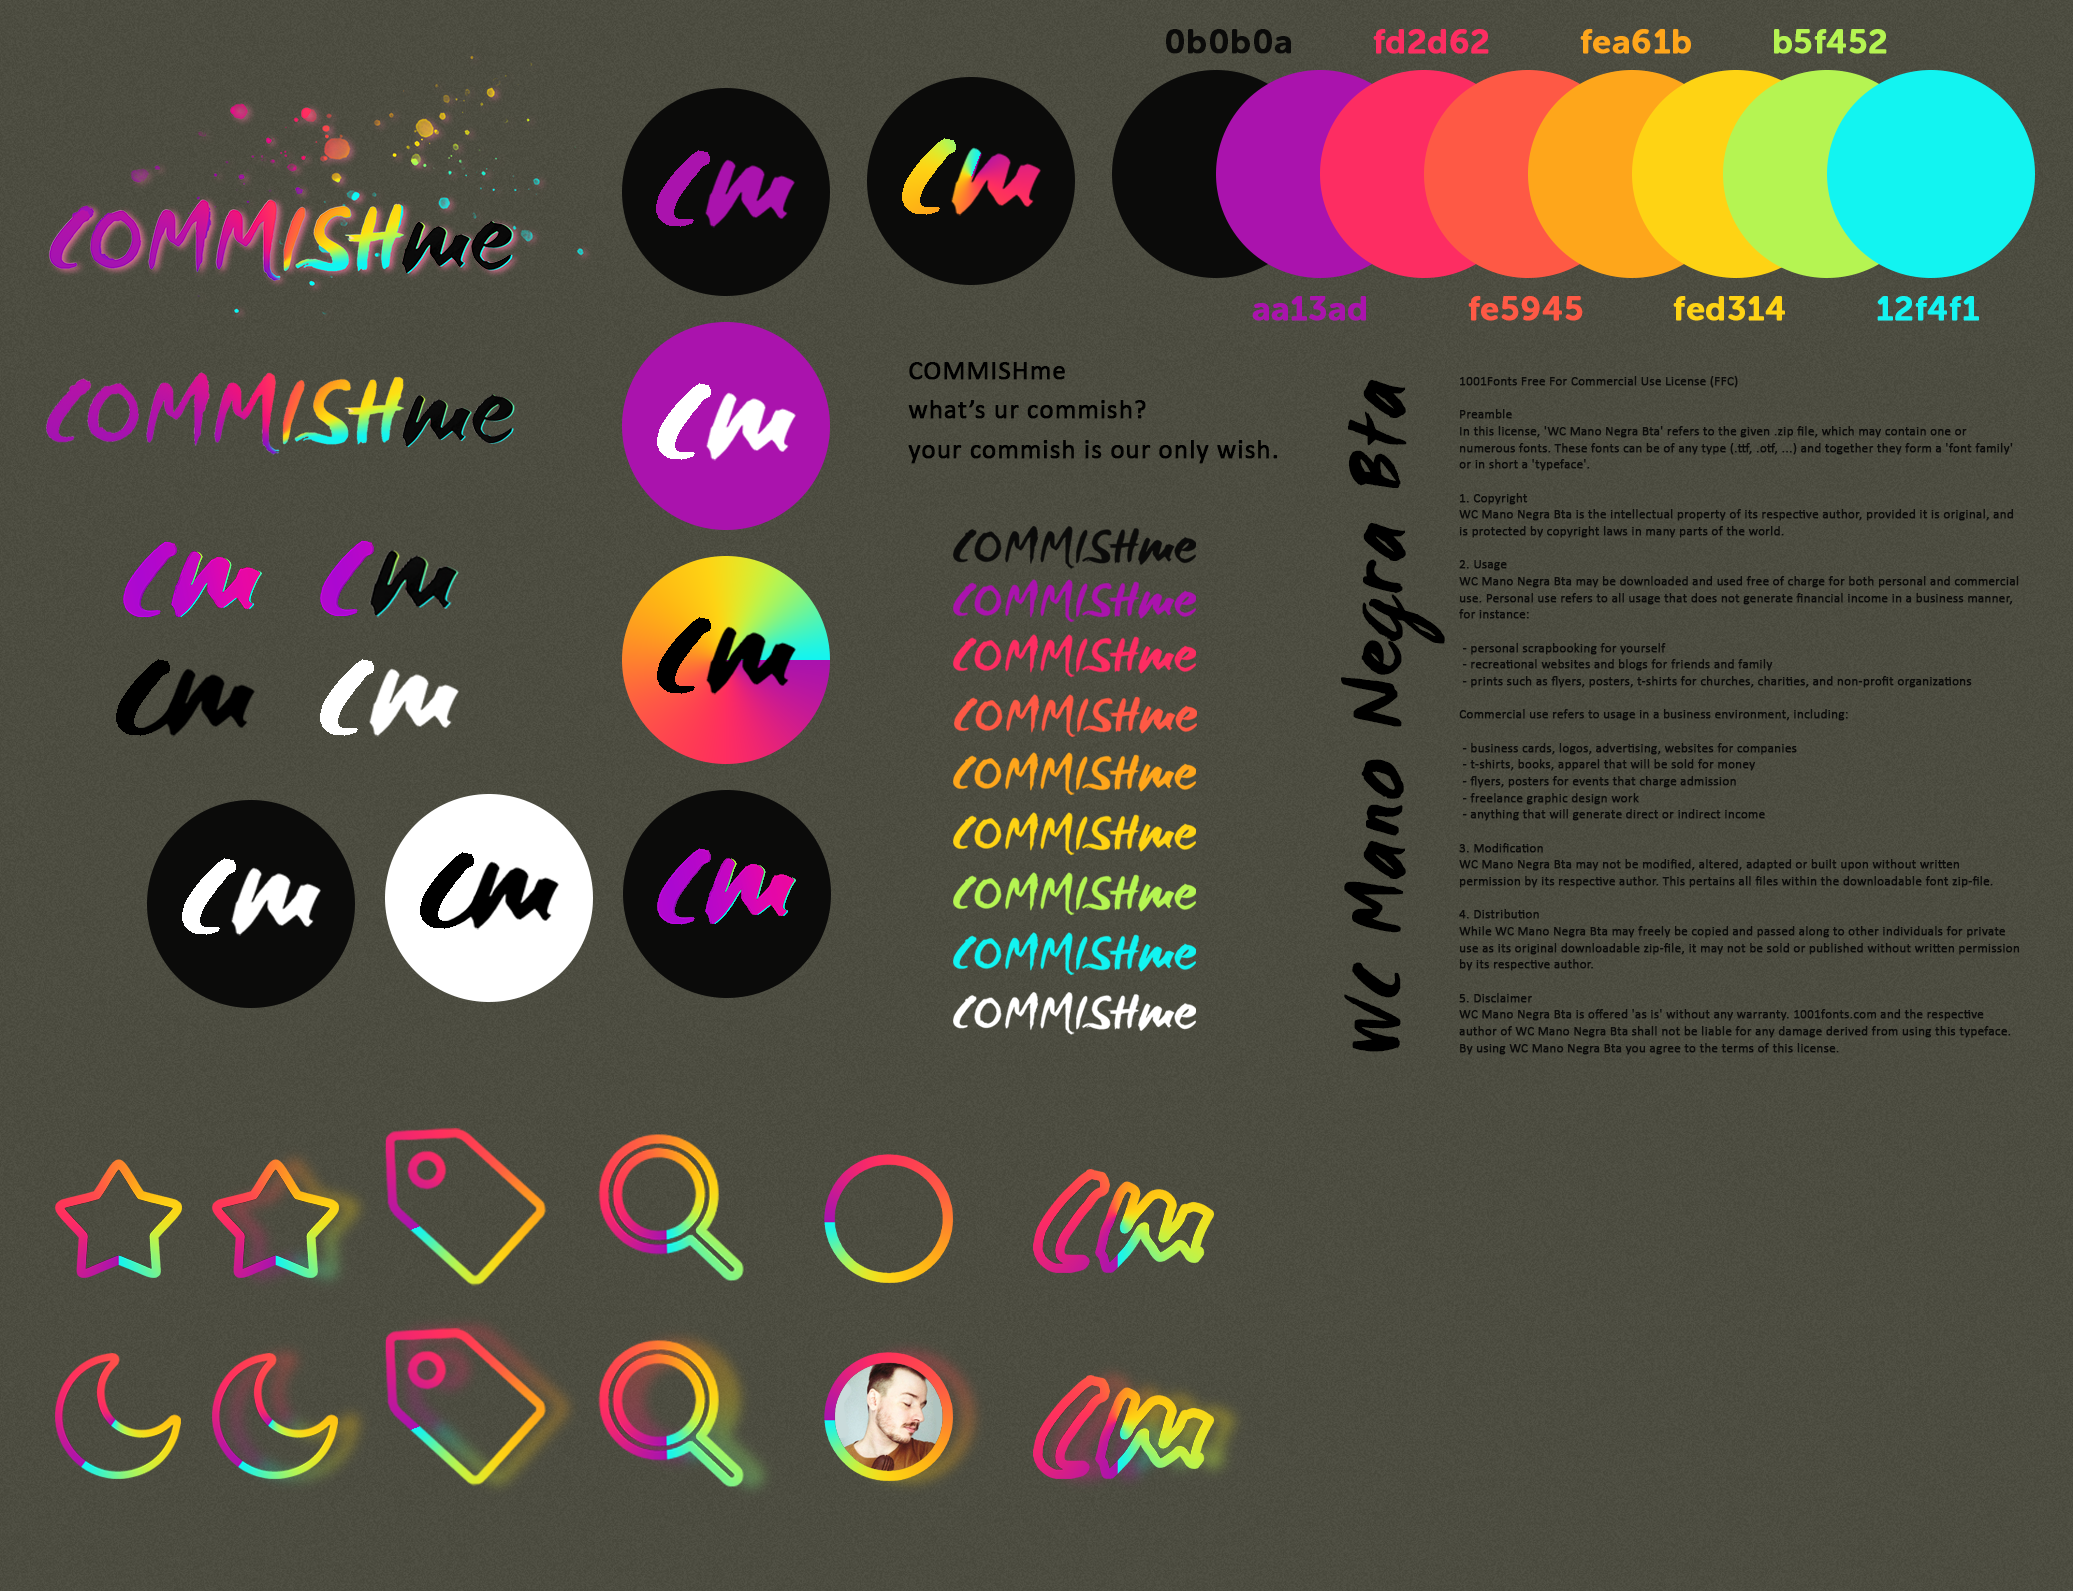 0b0b0a
fd2d62
fea61b
b5f452
aa13ad
fe5945
fed314
12f4f1
COMMISHme
COMMISHme
cm
cm
cm
cm
cm
cm
cm
cm
cm
cm
cm
COMMISHme
what’s ur commish?
your commish is our only wish.
COMMISHme
COMMISHme
COMMISHme
COMMISHme
COMMISHme
COMMISHme
COMMISHme
COMMISHme
COMMISHme
WC Mano Negra Bta
1001Fonts Free For Commercial Use License (FFC)
Preamble
In this license, 'WC Mano Negra Bta' refers to the given .zip file, which may contain one or
numerous fonts. These fonts can be of any type (.ttf, .otf, ...) and together they form a 'font family'
or in short a 'typeface'.
1. Copyright
WC Mano Negra Bta is the intellectual property of its respective author, provided it is original, and
is protected by copyright laws in many parts of the world.
2. Usage
WC Mano Negra Bta may be downloaded and used free of charge for both personal and commercial
use. Personal use refers to all usage that does not generate financial income in a business manner,
for instance:
- personal scrapbooking for yourself
- recreational websites and blogs for friends and family
- prints such as flyers, posters, t-shirts for churches, charities, and non-profit organizations
Commercial use refers to usage in a business environment, including:
- business cards, logos, advertising, websites for companies
- t-shirts, books, apparel that will be sold for money
- flyers, posters for events that charge admission
- freelance graphic design work
- anything that will generate direct or indirect income
3. Modification
WC Mano Negra Bta may not be modified, altered, adapted or built upon without written
permission by its respective author. This pertains all files within the downloadable font zip-file.
4. Distribution
While WC Mano Negra Bta may freely be copied and passed along to other individuals for private
use as its original downloadable zip-file, it may not be sold or published without written permission
by its respective author.
5. Disclaimer
WC Mano Negra Bta is offered 'as is' without any warranty. 1001fonts.com and the respective
author of WC Mano Negra Bta shall not be liable for any damage derived from using this typeface.
By using WC Mano Negra Bta you agree to the terms of this license.
cm
cm